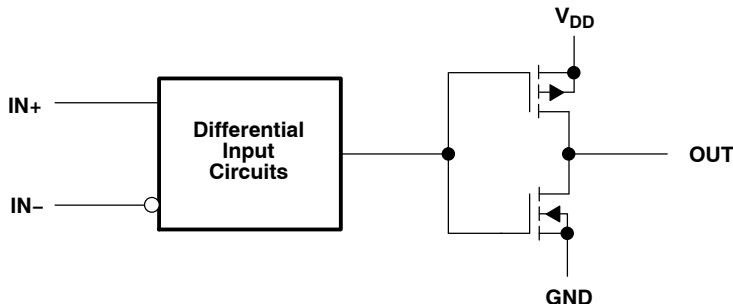 VDD
IN+
Differential
Input
Circuits
OUT
IN−
GND